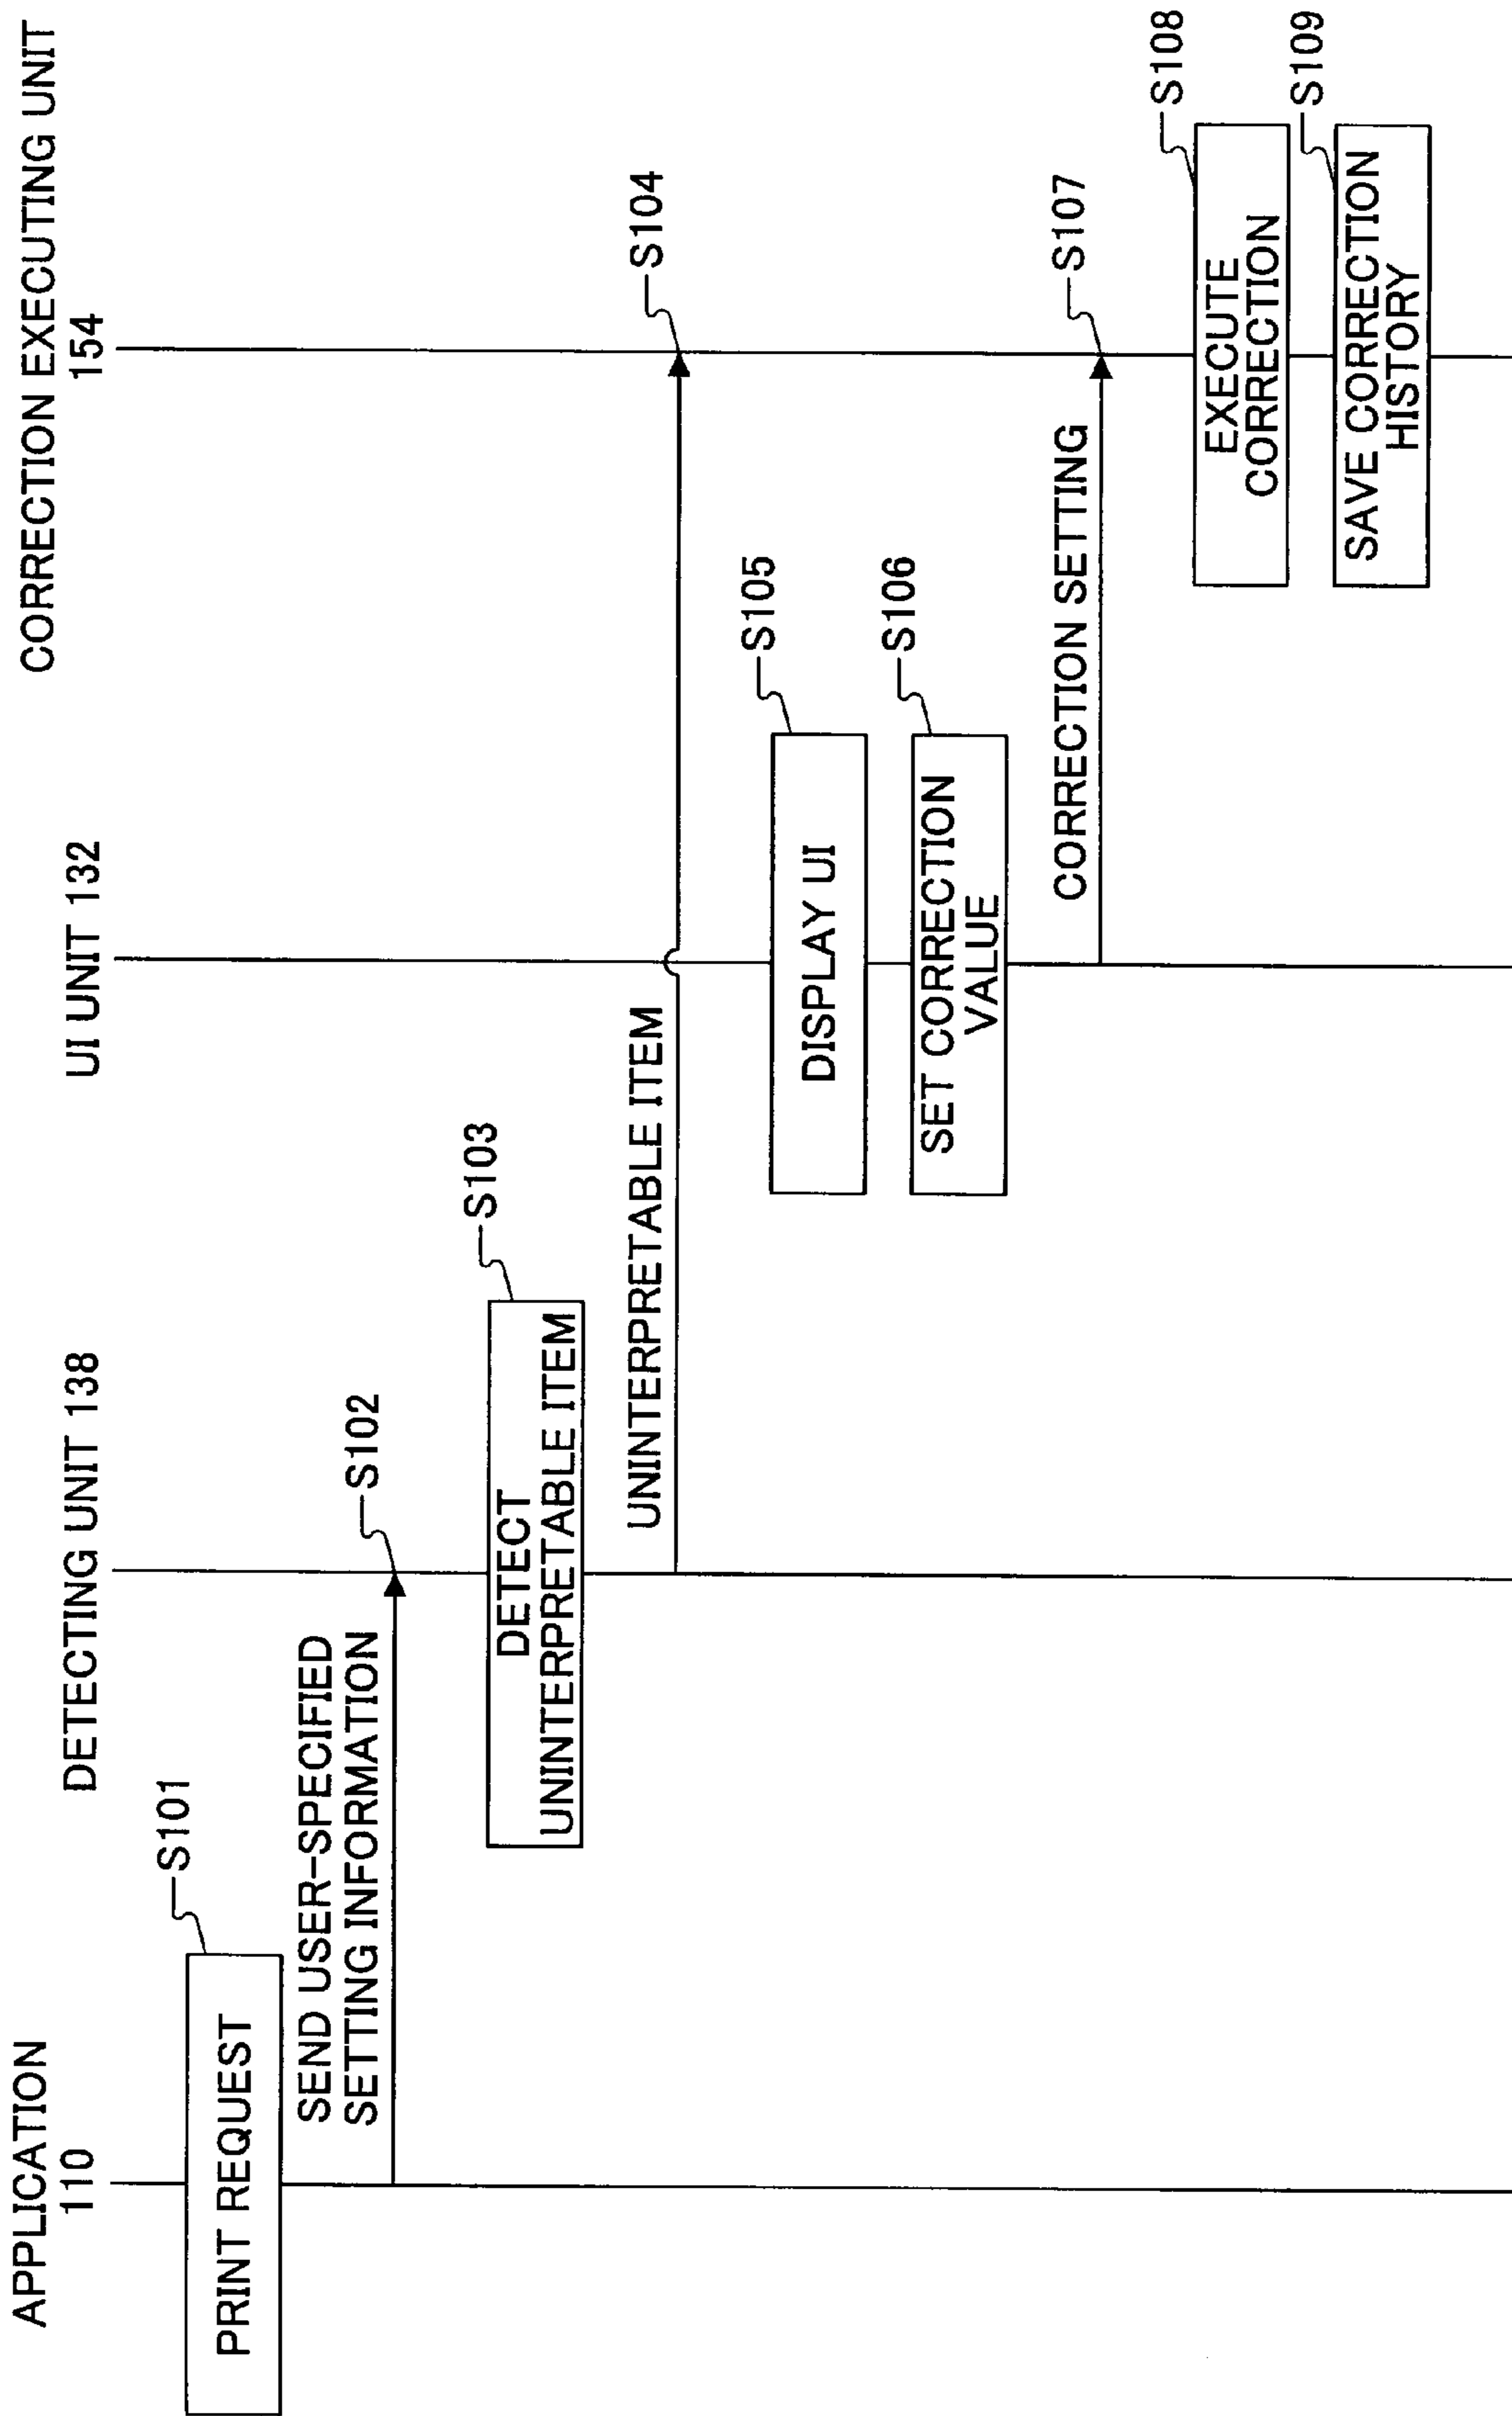 APPLICATION
110
DETECTING UNIT 138
UI UNIT 132
CORRECTION EXECUTING UNIT
154
PRINT REQUEST
S101
SEND USER-SPECIFIED
SETTING INFORMATION
S102
DETECT
UNINTERPRETABLE ITEM
S103
UNINTERPRETABLE ITEM
S104
DISPLAY UI
S105
SET CORRECTION
VALUE
S106
CORRECTION SETTING
S107
EXECUTE
CORRECTION
S108
SAVE CORRECTION
HISTORY
S109